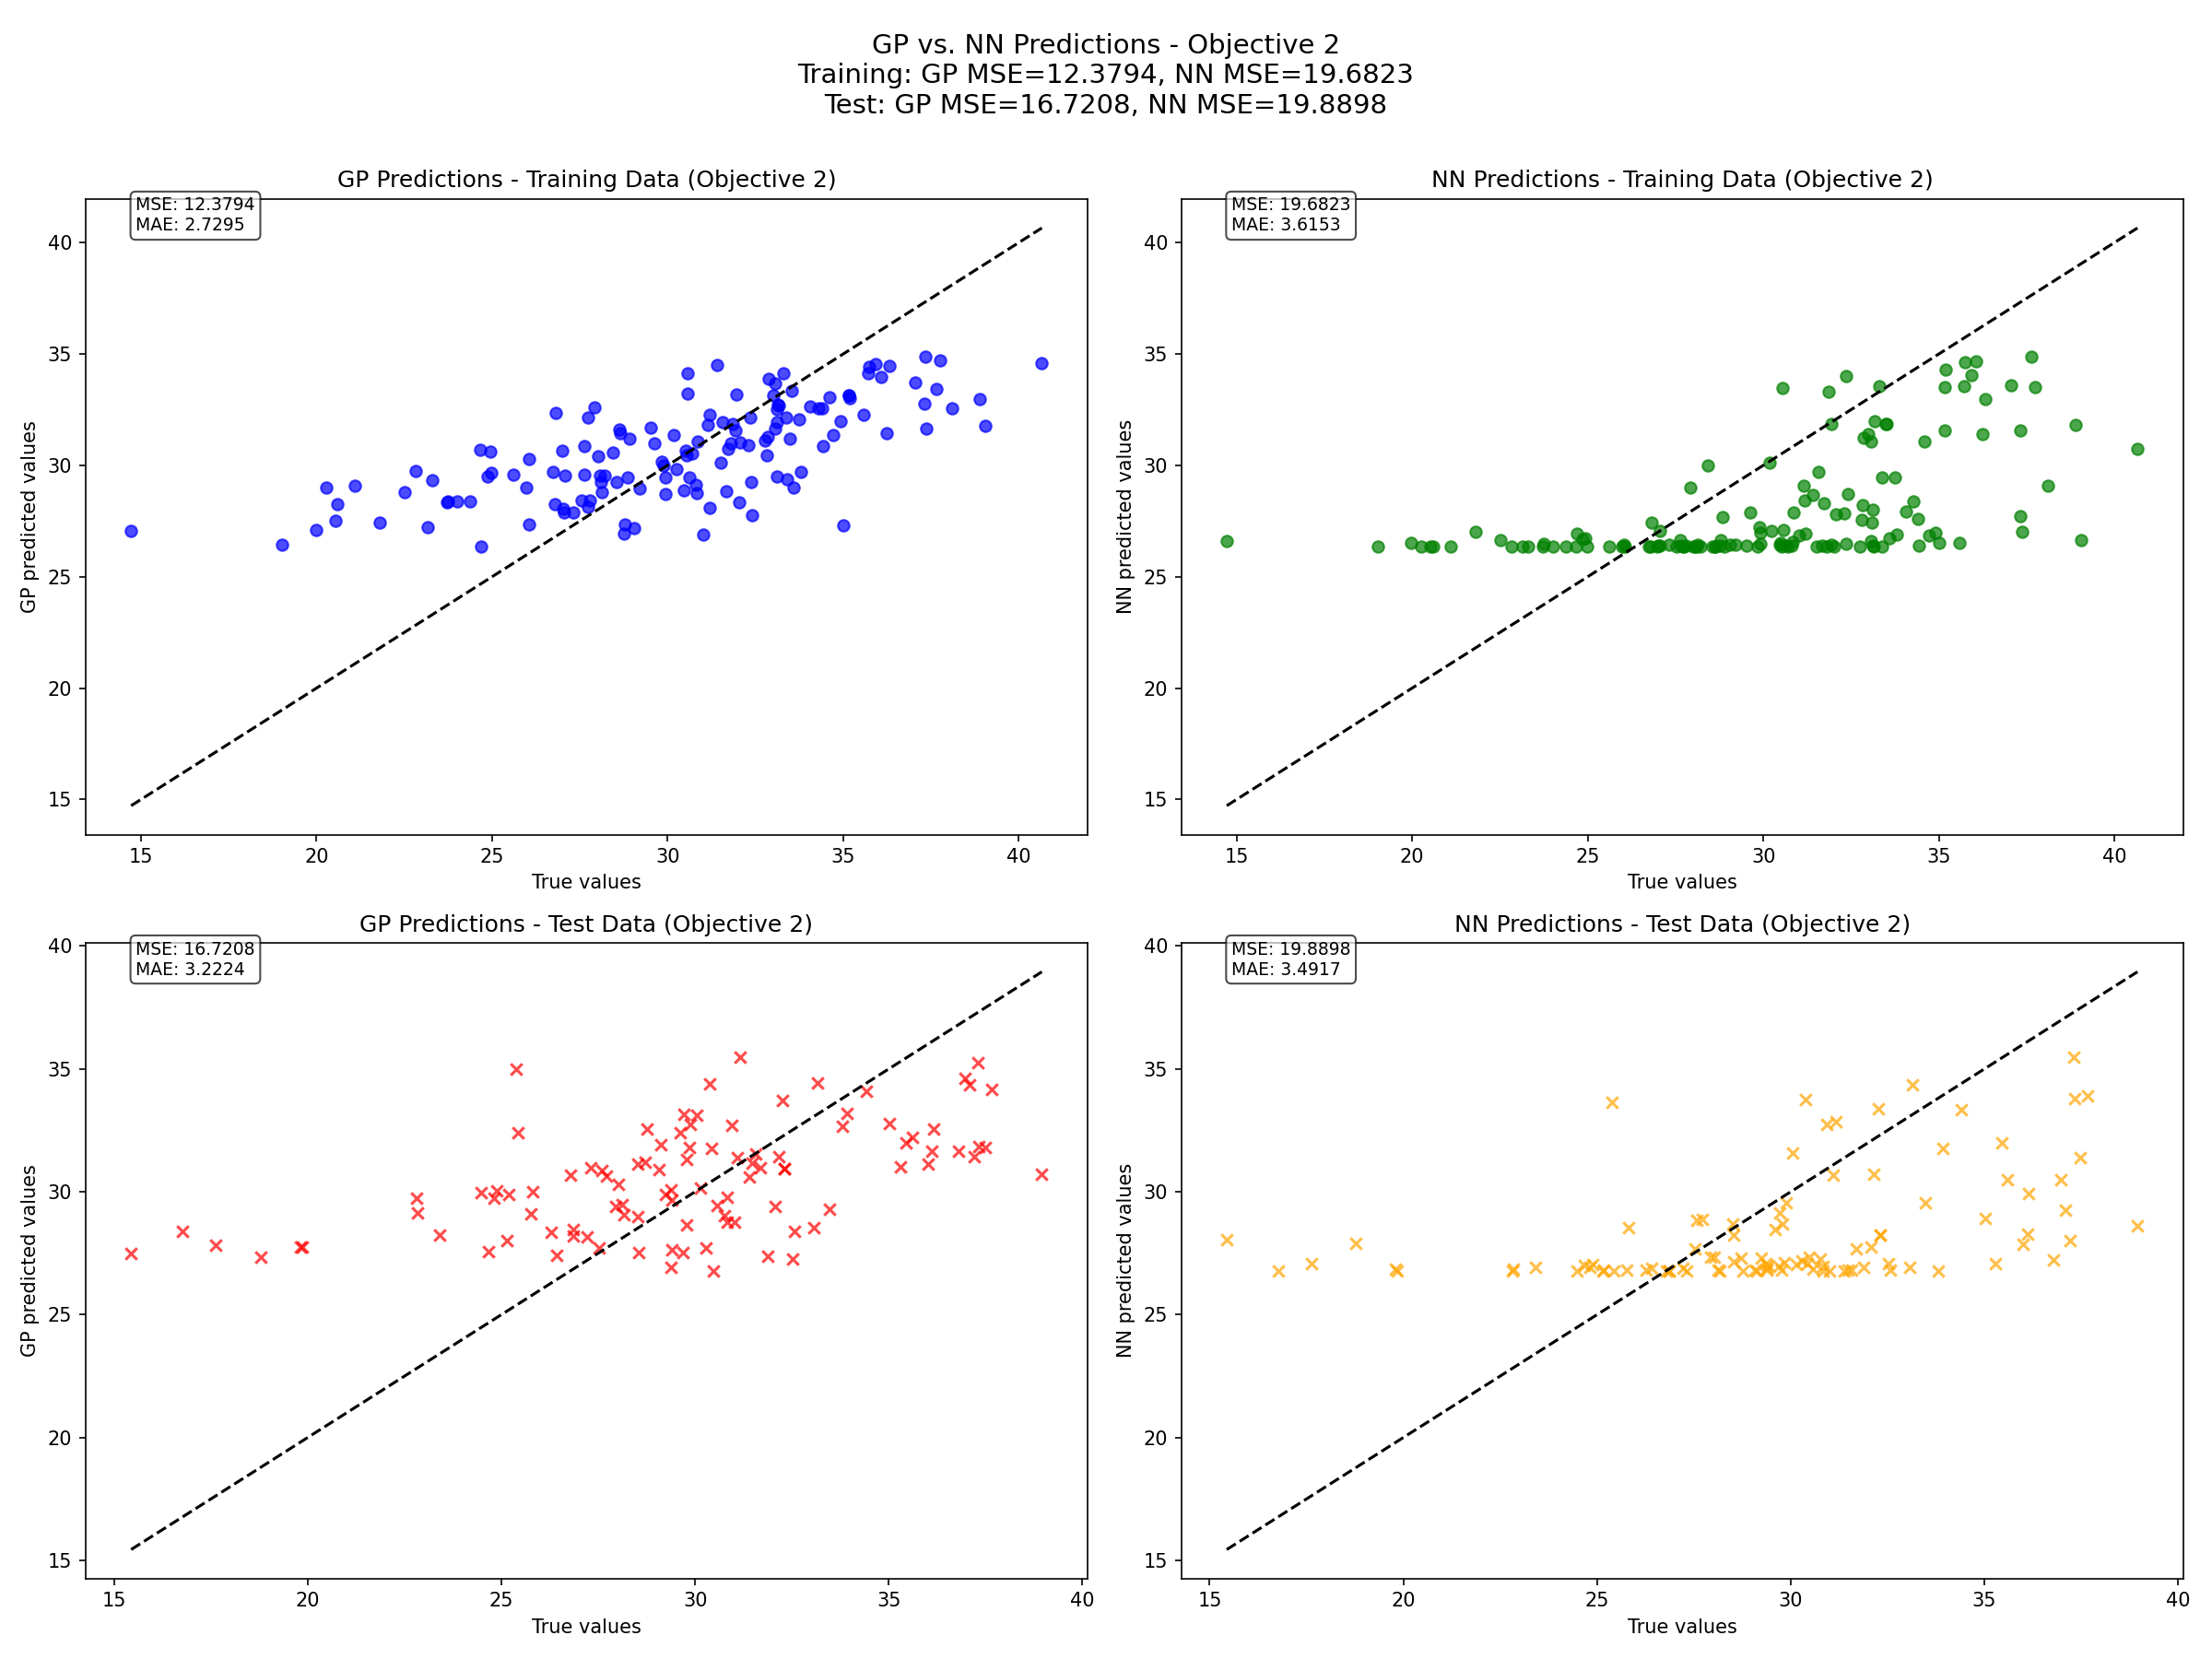 GP vs. NN Predictions - Objective 2
Training: GP MSE=12.3794, NN MSE=19.6823
Test: GP MSE=16.7208, NN MSE=19.8898
GP Predictions - Training Data (Objective 2)
MSE: 12.3794
MAE: 2.7295
GP predicted values
40
35
30
25
20
15
15 20 25 30 35 40
True values
NN Predictions - Training Data (Objective 2)
MSE: 19.6823
MAE: 3.6153
NN predicted values
40
35
30
25
20
15
15 20 25 30 35 40
True values
GP Predictions - Test Data (Objective 2)
MSE: 16.7208
MAE: 3.2224
GP predicted values
40
35
30
25
20
15
15 20 25 30 35 40
True values
NN Predictions - Test Data (Objective 2)
MSE: 19.8898
MAE: 3.4917
NN predicted values
40
35
30
25
20
15
15 20 25 30 35 40
True values